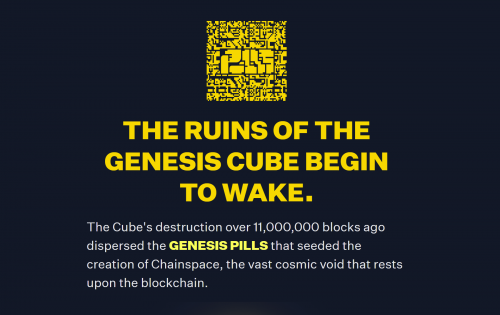 THE RUINS OF THE
GENESIS CUBE BEGIN
TO WAKE.
The Cube's destruction over 11,000,000 blocks ago
dispersed the GENESIS PILLS that seeded the
creation of Chainspace, the vast cosmic void that rests
upon the blockchain.